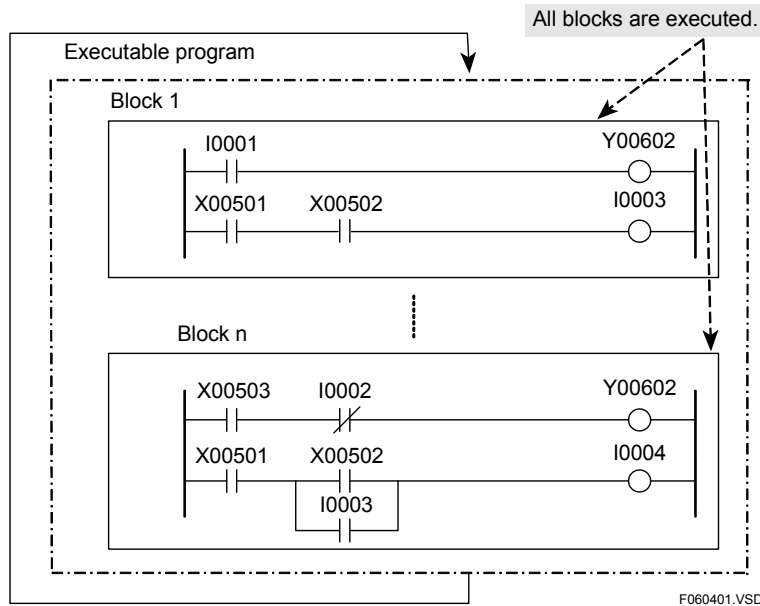 All blocks are executed.
Executable program
Block 1
I0001 Y00602
X00501 X00502 I0003
Block n
X00503 I0002 Y00602
X00501 X00502 I0004
I0003
F060401.VSD